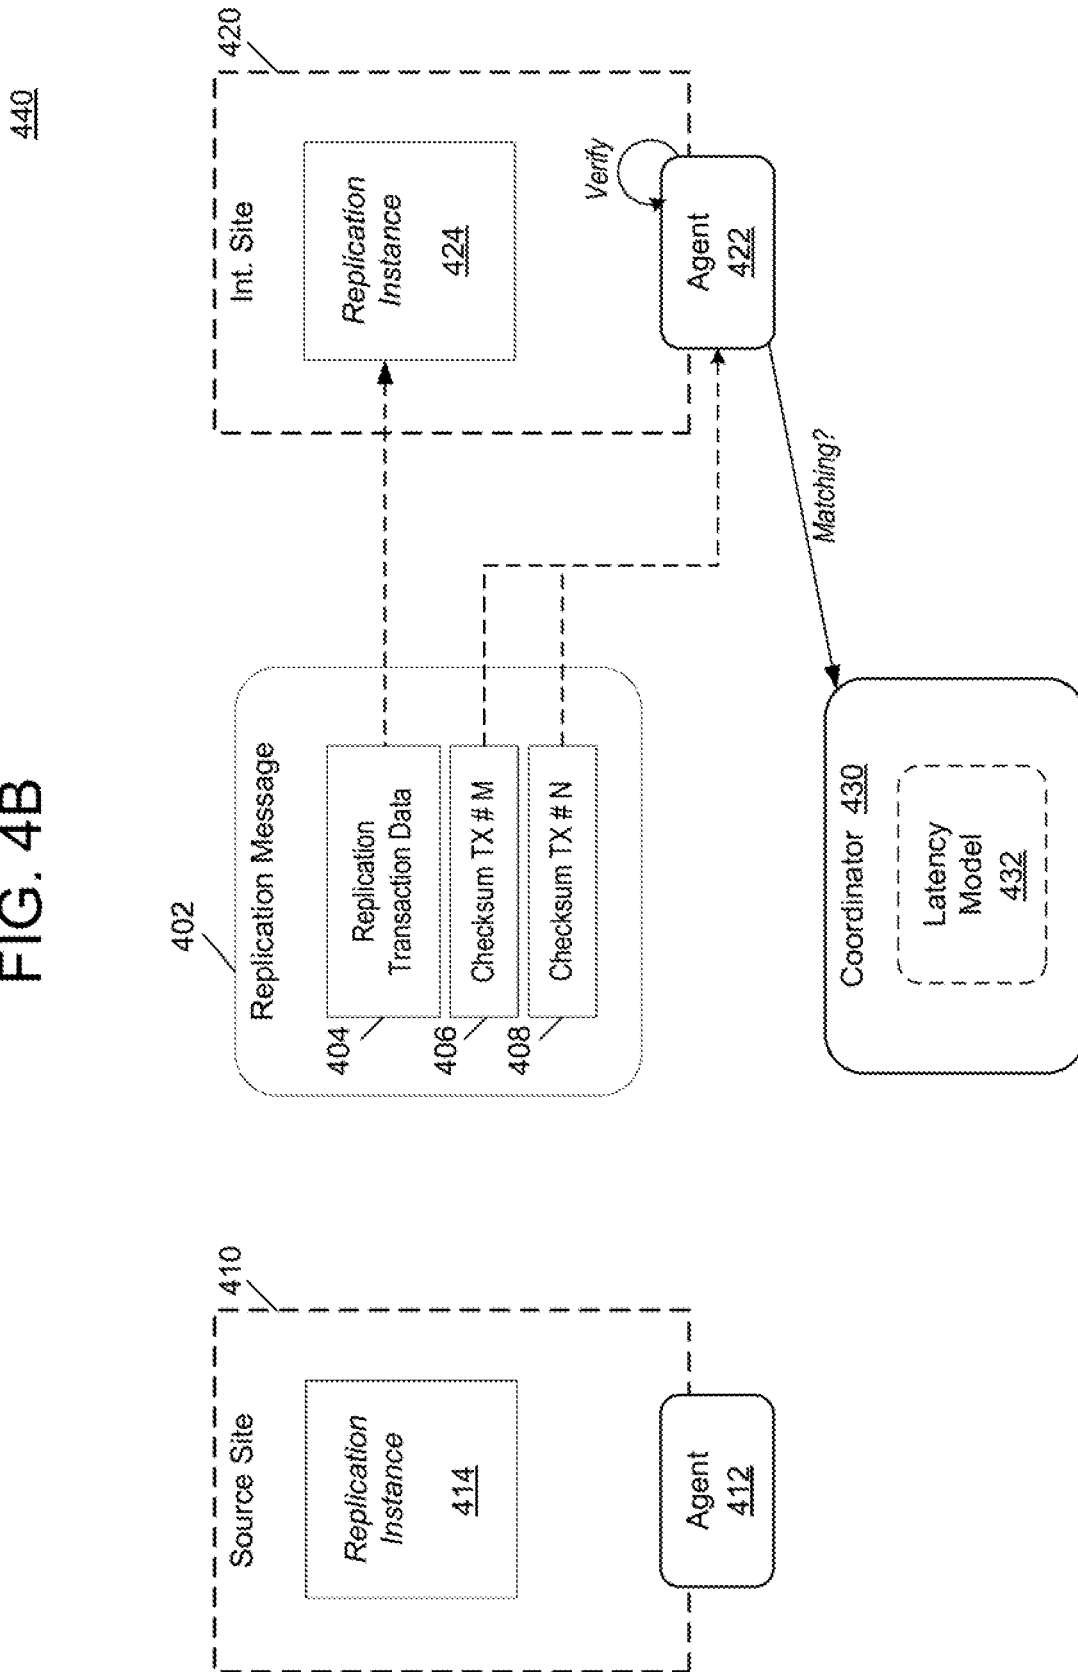 FIG. 4B
440
Source Site
410
Replication
Instance
414
Agent
412
402
Replication Message
404
Replication
Transaction Data
406
Checksum TX # M
408
Checksum TX # N
Coordinator 430
Latency
Model
432
Matching?
Int. Site
420
Replication
Instance
424
Verify
Agent
422